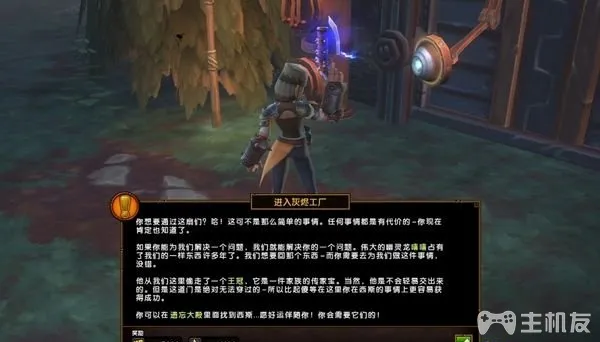 进入灰烬工厂
你想要通过这扇们？哈！这可不是那么简单的事情。任何事情都是有代价的-你现在
肯定也知道了。
如果你能为我们解决一个问题，我们就能解决你的一个问题。伟大的幽灵龙嘻嘻占有
了我们的一样东西许多年了。我们想要回那个东西-而你需要去为我们做这件事情，
没错。
他从我们这里偷走了一个王冠，它是一件家族的传家宝。当然，他是不会轻易交出来
的。但是这道门是绝对无法穿过的-所以比起傻等在这里你在西斯的事情上更容易获
得成功。
你可以在遗忘大殿里面找到西斯...愿好运伴随你！你会需要它们的！
奖励
主机友